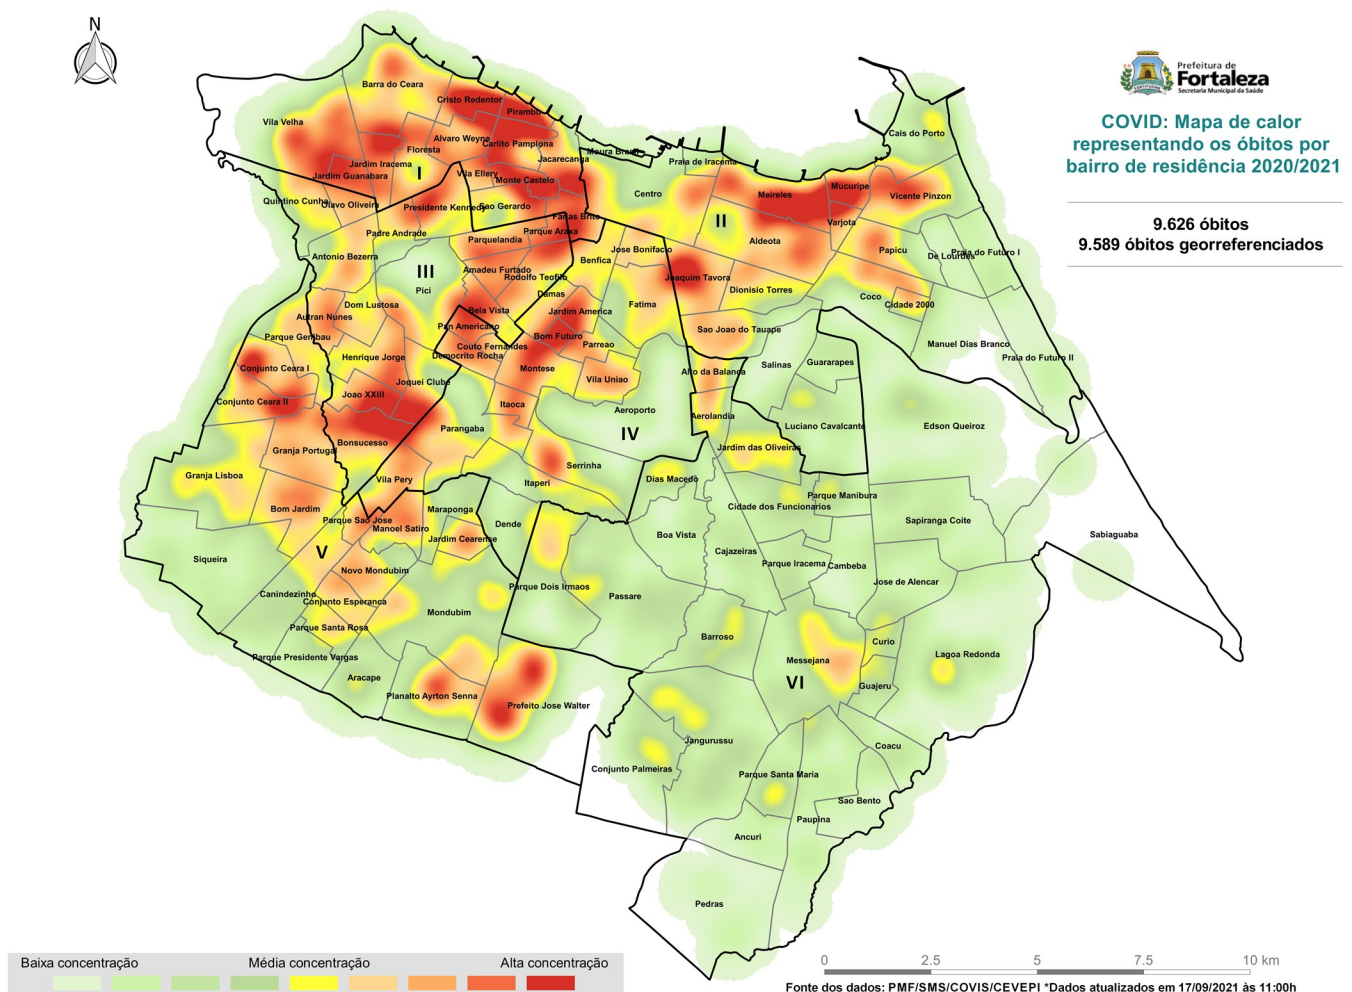 N
Prefeitura de
Fortaleza
Secretaria Municipal da Saúde
COVID: Mapa de calor
representando os óbitos por
bairro de residência 2020/2021
9.626 óbitos
9.589 óbitos georreferenciados
Barra do Ceara
Cristo Redentor
Pirambu
Vila Velha
Alvaro Weyne
Carlito Pamplona
Floresta
Jacarecanga
Moura Brasil
Praia de Iracema
Cais do Porto
Jardim Iracema
Jardim Guanabara
I
Vila Ellery
Monte Castelo
Centro
Meireles
Mucuripe
Vicente Pinzon
Quintino Cunha
Olavo Oliveira
Presidente Kennedy
Sao Gerardo
Farias Brito
II
Varjota
Padre Andrade
Parquelandia
Parque Araxa
Aldeota
Jose Bonifacio
Papicu
De Lourdes
Praia do Futuro I
Antonio Bezerra
III
Amadeu Furtado
Rodolfo Teofilo
Benfica
Joaquim Tavora
Pici
Damas
Dionisio Torres
Coco
Cidade 2000
Dom Lustosa
Bela Vista
Jardim America
Fatima
Autran Nunes
Pan Americano
Bom Futuro
Parreao
Sao Joao do Tauape
Parque Genibau
Couto Fernandes
Democrito Rocha
Manuel Dias Branco
Praia do Futuro II
Henrique Jorge
Conjunto Ceara I
Montese
Vila Uniao
Alto da Balança
Salinas
Guararapes
Joquei Clube
Joao XXIII
Conjunto Ceara II
Itaoca
Aeroporto
Aerolandia
Parangaba
IV
Luciano Cavalcante
Edson Queiroz
Bonsucesso
Granja Portugal
Jardim das Oliveiras
Granja Lisboa
Vila Pery
Serrinha
Itaperi
Dias Macedo
Parque Manibura
Cidade dos Funcionarios
Bom Jardim
Maraponga
Parque Sao Jose
Manoel Satiro
Dende
Sapiranga Coite
Jardim Cearense
Boa Vista
Sabiaguaba
V
Cajazeiras
Siqueira
Parque Iracema
Cambeba
Novo Mondubim
Jose de Alencar
Parque Dois Irmaos
Passare
Canindezinho
Conjunto Esperanca
Mondubim
Parque Santa Rosa
Barroso
Curio
Parque Presidente Vargas
Messejana
Lagoa Redonda
Aracape
VI
Guajeru
Planalto Ayrton Senna
Prefeito Jose Walter
Jangurussu
Coacu
Conjunto Palmeiras
Parque Santa Maria
Sao Bento
Paupina
Ancuri
Pedras
Baixa concentração
Média concentração
Alta concentração
0
2.5
5
7.5
10 km
Fonte dos dados: PMF/SMS/COVIS/CEVEPI *Dados atualizados em 17/09/2021 às 11:00h